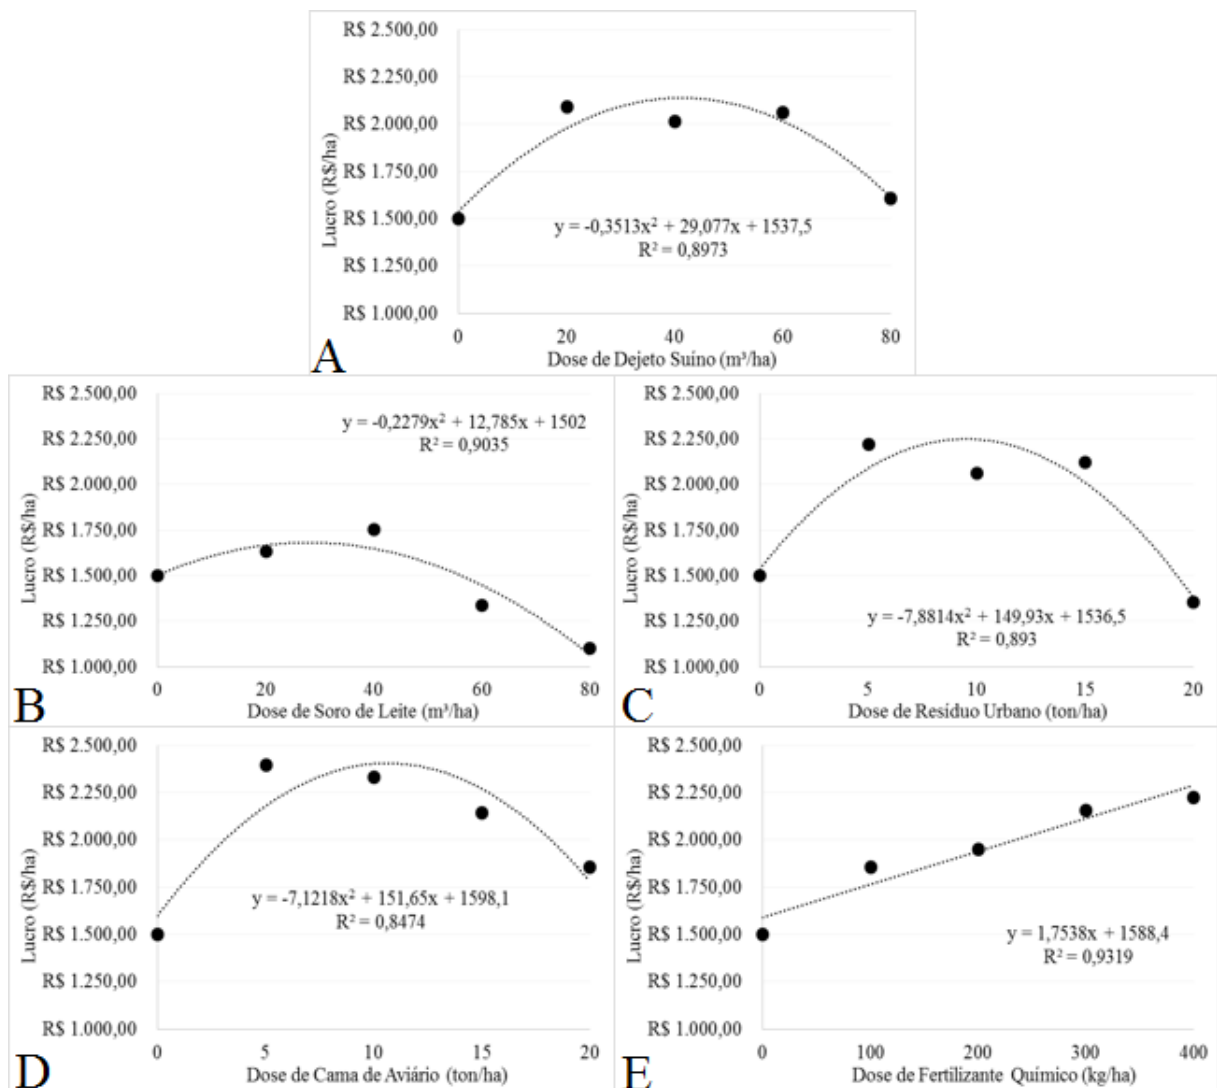 R$ 2.500,00
R$ 2.250,00
R$ 2.000,00
R$ 1.750,00
R$ 1.500,00
R$ 1.250,00
R$ 1.000,00
Lucro (R$/ha)
y = -0,3513x² + 29,077x + 1537,5
R² = 0,8973
0 20 40 60 80
Dose de Dejeto Suíno (m³/ha)
A
R$ 2.500,00
R$ 2.250,00
R$ 2.000,00
R$ 1.750,00
R$ 1.500,00
R$ 1.250,00
R$ 1.000,00
Lucro (R$/ha)
y = -0,2279x² + 12,785x + 1502
R² = 0,9035
0 20 40 60 80
Dose de Soro de Leite (m³/ha)
B
R$ 2.500,00
R$ 2.250,00
R$ 2.000,00
R$ 1.750,00
R$ 1.500,00
R$ 1.250,00
R$ 1.000,00
Lucro (R$/ha)
y = -7,8814x² + 149,93x + 1536,5
R² = 0,893
0 5 10 15 20
Dose de Resíduo Urbano (ton/ha)
C
R$ 2.500,00
R$ 2.250,00
R$ 2.000,00
R$ 1.750,00
R$ 1.500,00
R$ 1.250,00
R$ 1.000,00
Lucro (R$/ha)
y = -7,1218x² + 151,65x + 1598,1
R² = 0,8474
0 5 10 15 20
Dose de Cama de Aviário (ton/ha)
D
R$ 2.500,00
R$ 2.250,00
R$ 2.000,00
R$ 1.750,00
R$ 1.500,00
R$ 1.250,00
R$ 1.000,00
Lucro (R$/ha)
y = 1,7538x + 1588,4
R² = 0,9319
0 100 200 300 400
Dose de Fertilizante Químico (kg/ha)
E